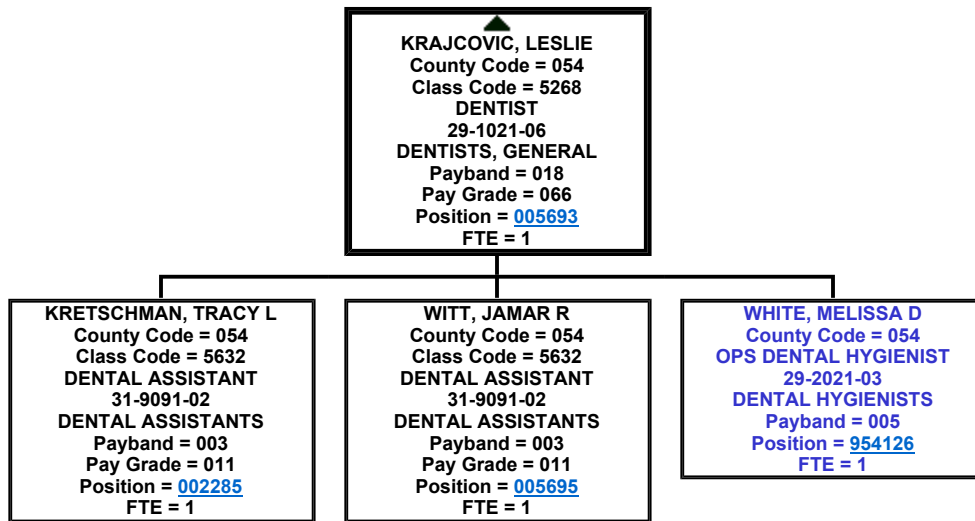 KRAJCOVIC, LESLIE
County Code = 054
Class Code = 5268
DENTIST
29-1021-06
DENTISTS, GENERAL
Payband = 018
Pay Grade = 066
Position = 005693
FTE = 1
KRETSCHMAN, TRACY L
County Code = 054
Class Code = 5632
DENTAL ASSISTANT
31-9091-02
DENTAL ASSISTANTS
Payband = 003
Pay Grade = 011
Position = 002285
FTE = 1
WITT, JAMAR R
County Code = 054
Class Code = 5632
DENTAL ASSISTANT
31-9091-02
DENTAL ASSISTANTS
Payband = 003
Pay Grade = 011
Position = 005695
FTE = 1
WHITE, MELISSA D
County Code = 054
OPS DENTAL HYGIENIST
29-2021-03
DENTAL HYGIENISTS
Payband = 005
Position = 954126
FTE = 1